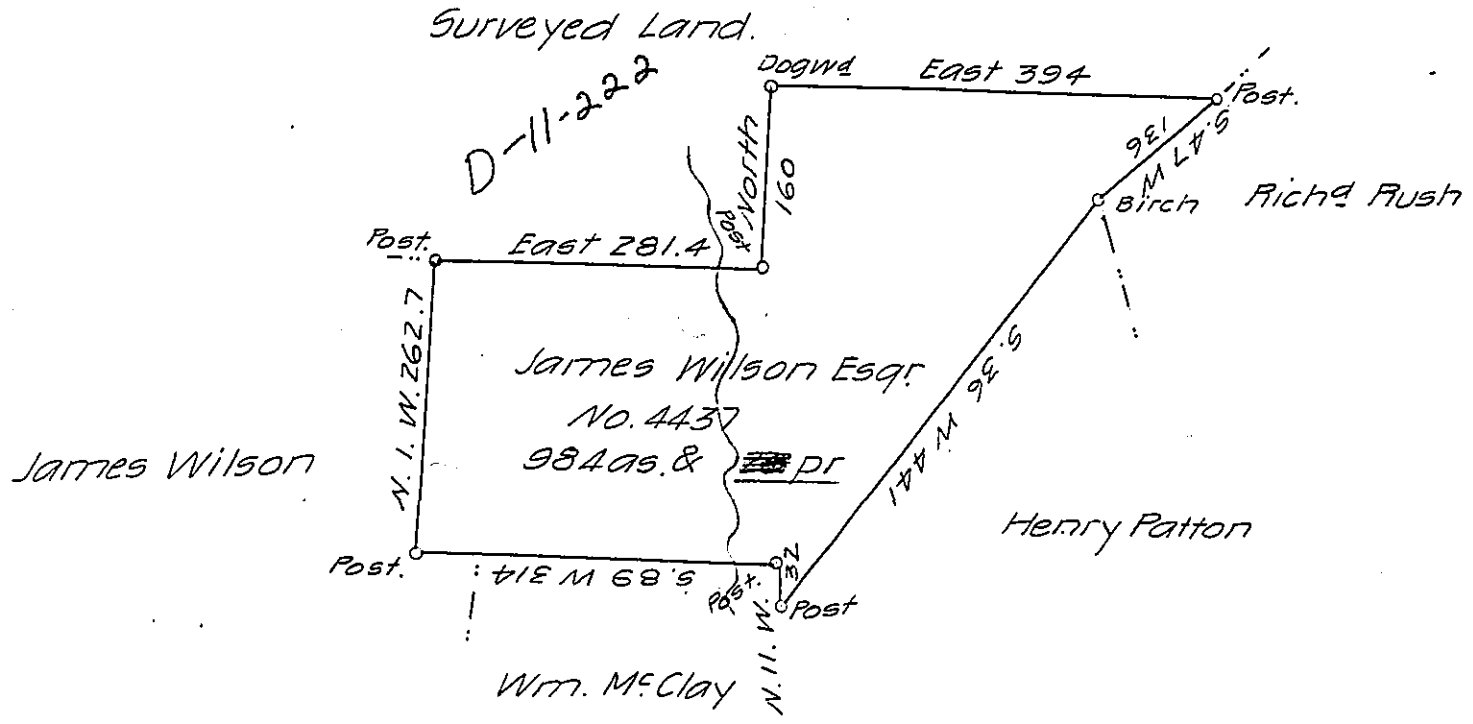 Surveyed Land.
D-11-222
Dogwd
East 394
Post.
S. 47 W
136
Birch
Richd Rush
North
160
Post
Post.
East 281.4
N. 1. W. 262.7
James Wilson Esqr
No. 4437
984as. & pr
James Wilson
S. 36 W. 441
Henry Patton
Post.
S. 89 W 314
Post.
32
Post
N. 11. W.
Wm. McClay